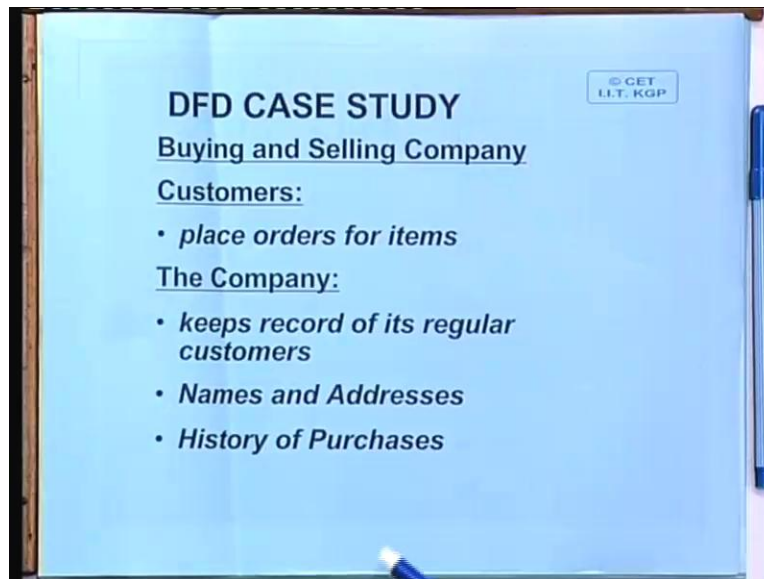 DFD CASE STUDY
© CET
I.I.T. KGP
Buying and Selling Company
Customers:
• place orders for items
The Company:
• keeps record of its regular
customers
• Names and Addresses
• History of Purchases